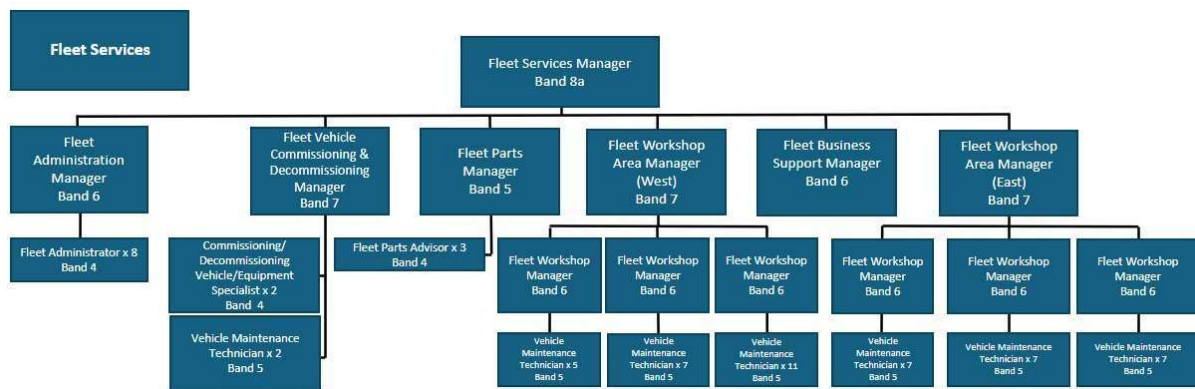 Fleet Services
Fleet Services Manager
Band 8a
Fleet
Administration
Manager
Band 6
Fleet Vehicle
Commissioning &
Decommissioning
Manager
Band 7
Fleet Parts
Manager
Band 5
Fleet Workshop
Area Manager
(West)
Band 7
Fleet Business
Support Manager
Band 6
Fleet Workshop
Area Manager
(East)
Band 7
Fleet Administrator x 8
Band 4
Commissioning/
Decommissioning
Vehicle/Equipment
Specialist x 2
Band 4
Vehicle Maintenance
Technician x 2
Band 5
Fleet Parts Advisor x 3
Band 4
Fleet Workshop
Manager
Band 6
Fleet Workshop
Manager
Band 6
Fleet Workshop
Manager
Band 6
Fleet Workshop
Manager
Band 6
Fleet Workshop
Manager
Band 6
Fleet Workshop
Manager
Band 6
Vehicle
Maintenance
Technician x 5
Band 5
Vehicle
Maintenance
Technician x 7
Band 5
Vehicle
Maintenance
Technician x 11
Band 5
Vehicle
Maintenance
Technician x 7
Band 5
Vehicle Maintenance
Technician x 7
Band 5
Vehicle Maintenance
Technician x 7
Band 5